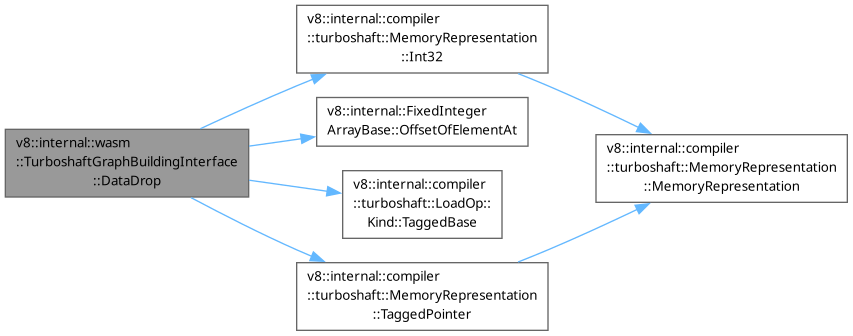 v8::internal::wasm
::TurboshaftGraphBuildingInterface
::DataDrop
v8::internal::compiler
::turboshaft::MemoryRepresentation
::Int32
v8::internal::FixedInteger
ArrayBase::OffsetOfElementAt
v8::internal::compiler
::turboshaft::LoadOp::
Kind::TaggedBase
v8::internal::compiler
::turboshaft::MemoryRepresentation
::TaggedPointer
v8::internal::compiler
::turboshaft::MemoryRepresentation
::MemoryRepresentation